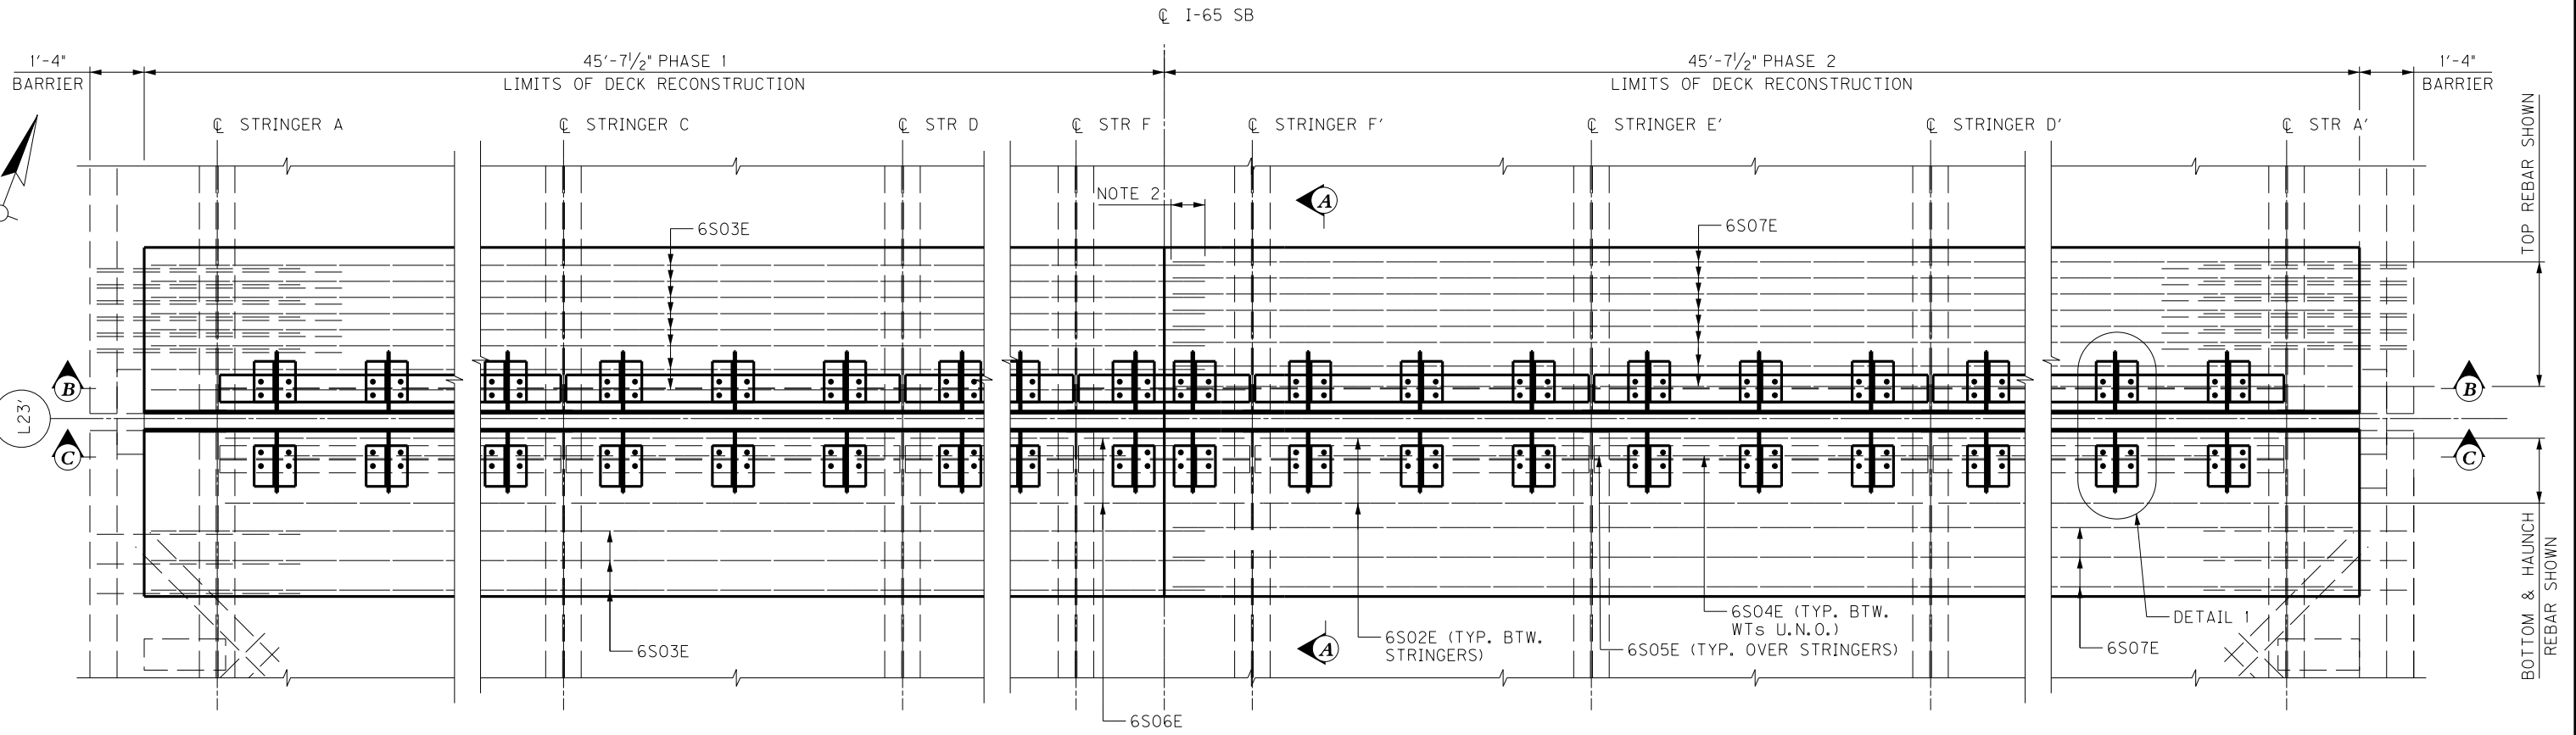 ℄ I-65 SB
1'-4"
BARRIER
45'-7½" PHASE 1
LIMITS OF DECK RECONSTRUCTION
45'-7½" PHASE 2
LIMITS OF DECK RECONSTRUCTION
1'-4"
BARRIER
℄ STRINGER A
℄ STRINGER C
℄ STR D
℄ STR F
℄ STRINGER F'
℄ STRINGER E'
℄ STRINGER D'
℄ STR A'
TOP REBAR SHOWN
NOTE 2
A
6S03E
6S07E
B
B
L23'
C
C
BOTTOM & HAUNCH
REBAR SHOWN
6S03E
6S06E
A
6S02E (TYP. BTW.
STRINGERS)
6S04E (TYP. BTW.
WTs U.N.O.)
6S05E (TYP. OVER STRINGERS)
DETAIL 1
6S07E